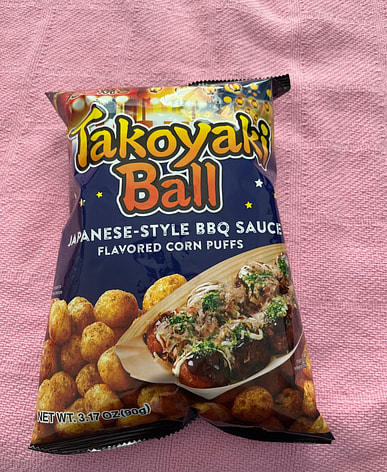 Takoyaki
Ball
JAPANESE-STYLE BBQ SAUCE
FLAVORED CORN PUFFS
NET WT. 3.17 OZ (90g)